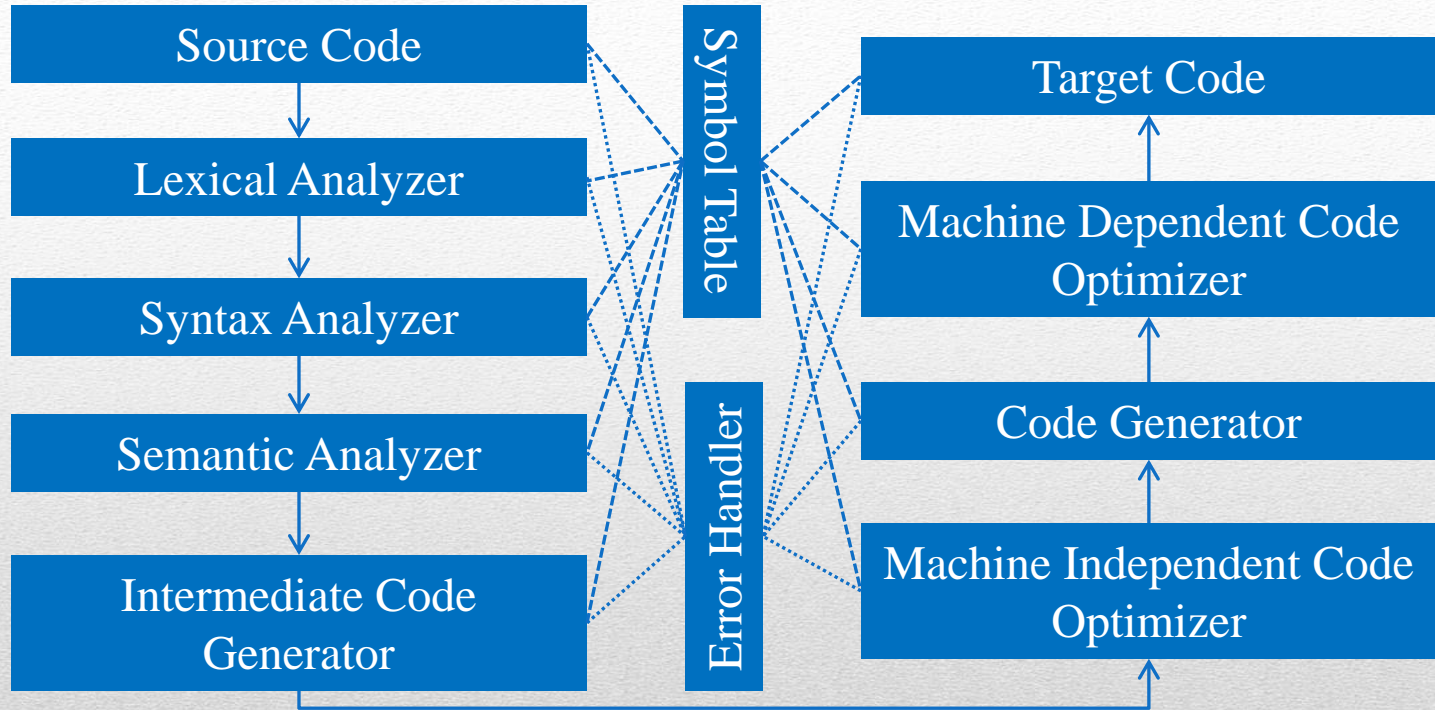 Source Code
Lexical Analyzer
Syntax Analyzer
Semantic Analyzer
Intermediate Code
Generator
Symbol Table
Error Handler
Target Code
Machine Dependent Code
Optimizer
Code Generator
Machine Independent Code
Optimizer